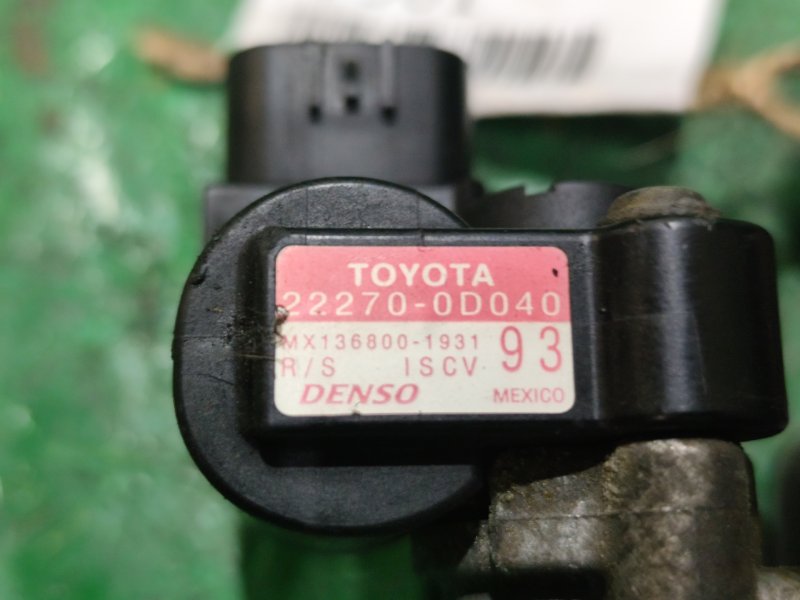 TOYOTA
22270-0D040
MX136800-1931 93
R/S ISCV
DENSO MEXICO